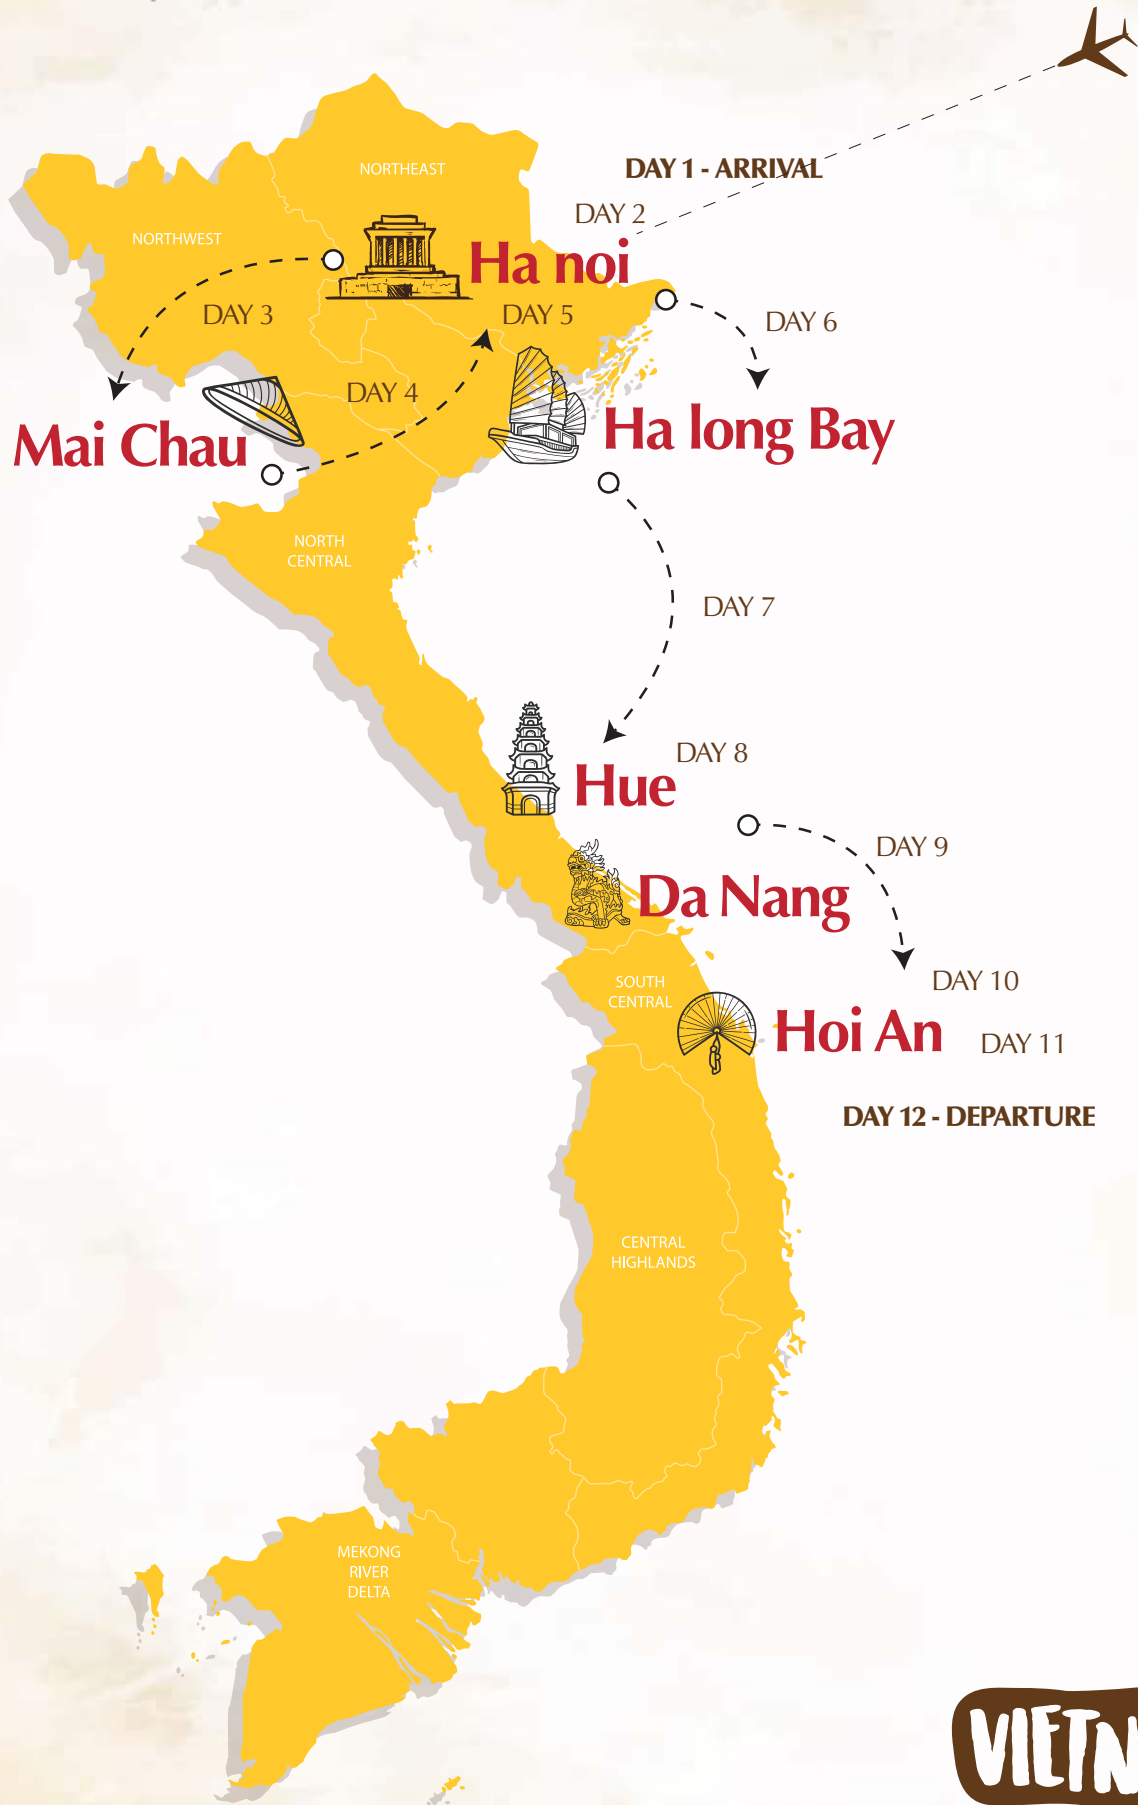 DAY 1 - ARRIVAL
NORTHEAST
DAY 2
NORTHWEST
Ha noi
DAY 3
DAY 5
DAY 6
DAY 4
Mai Chau
Ha long Bay
NORTH
CENTRAL
DAY 7
DAY 8
Hue
DAY 9
Da Nang
SOUTH
CENTRAL
DAY 10
Hoi An
DAY 11
DAY 12 - DEPARTURE
CENTRAL
HIGHLANDS
MEKONG
RIVER
DELTA
VIETN